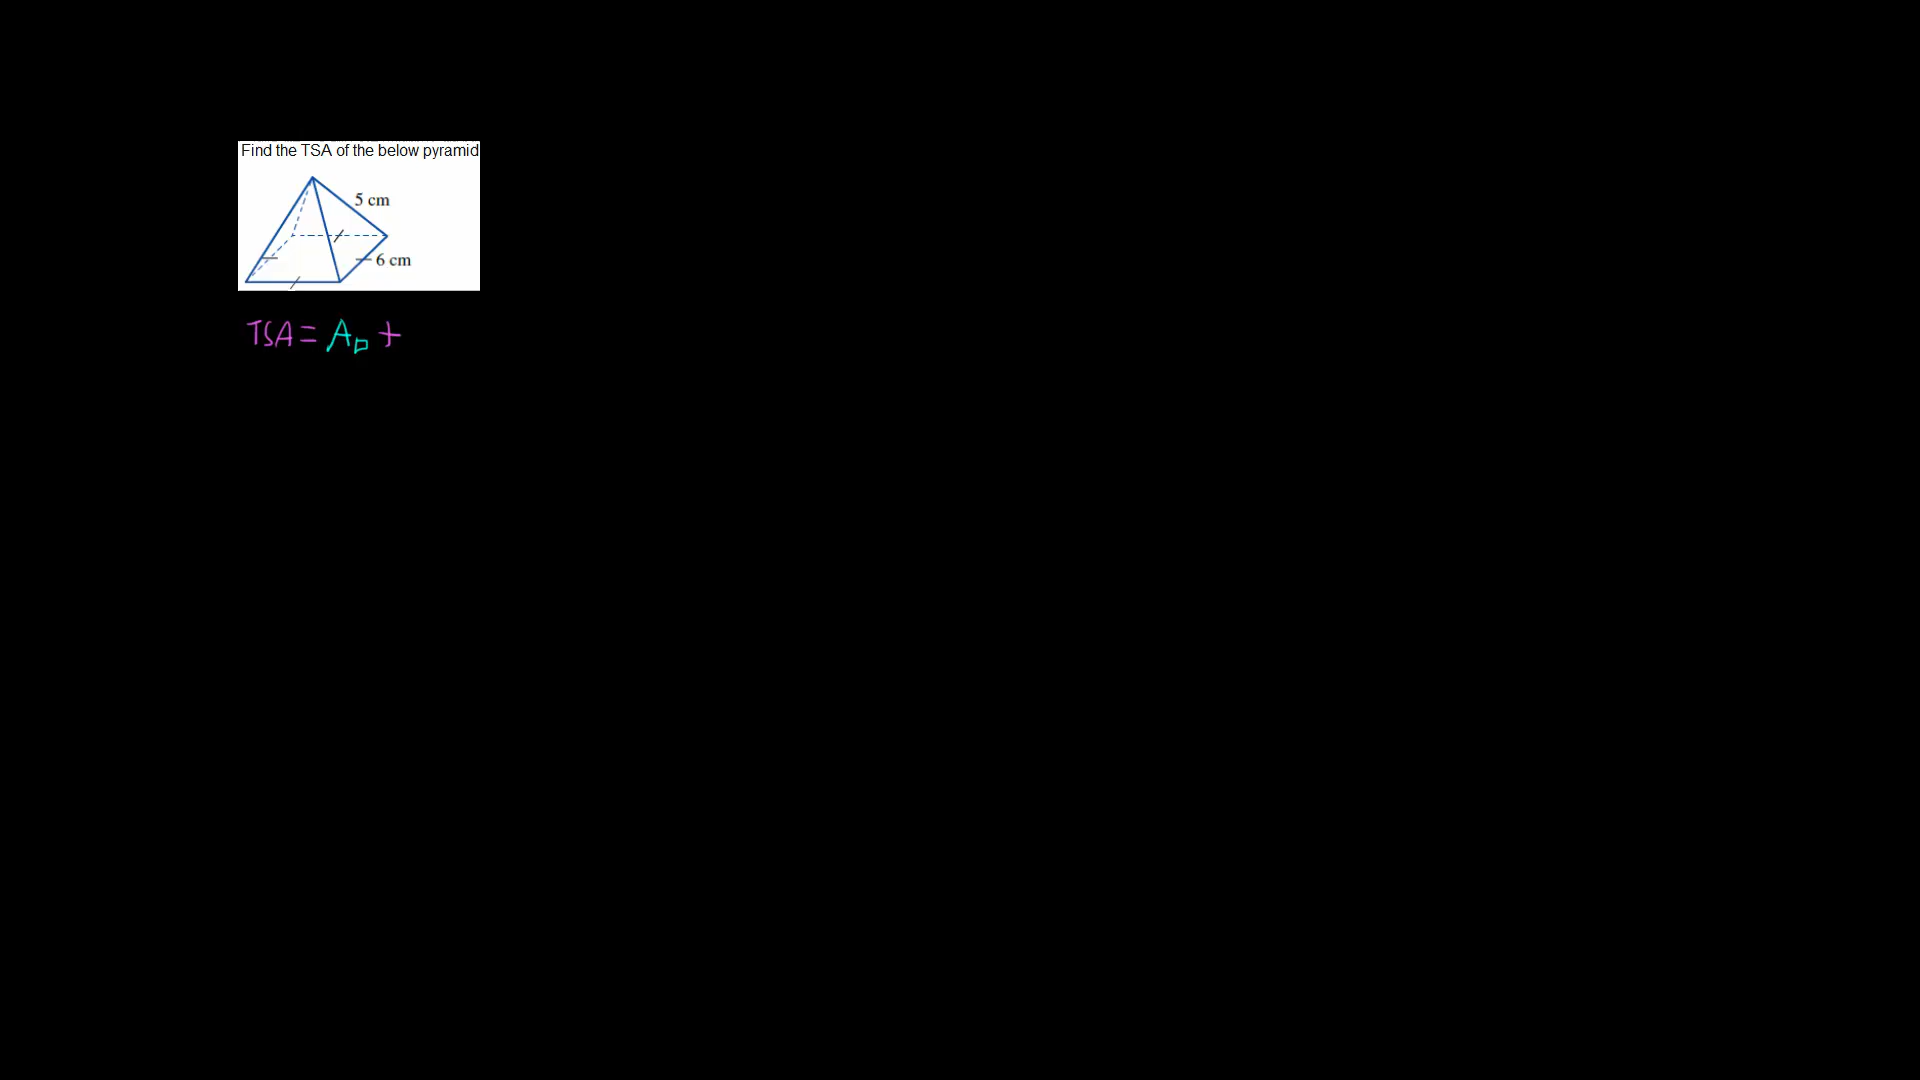 Find the TSA of the below pyramid
5 cm
6 cm
TSA = A□ +